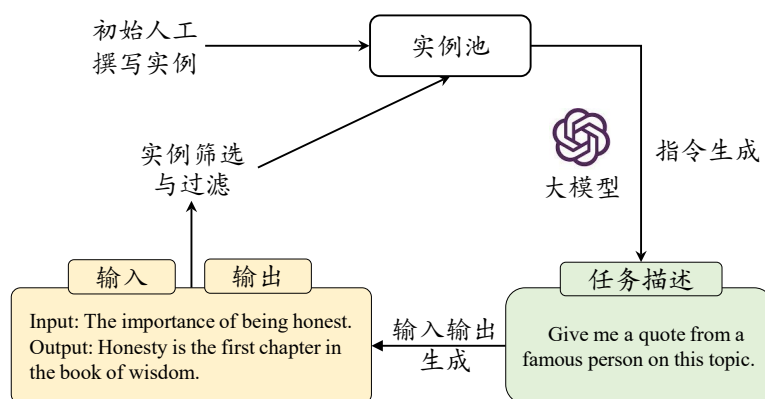 初始人工
撰写实例
实例池
实例筛选
与过滤
大模型
指令生成
输入
输出
Input: The importance of being honest.
Output: Honesty is the first chapter in
the book of wisdom.
输入输出
生成
任务描述
Give me a quote from a
famous person on this topic.